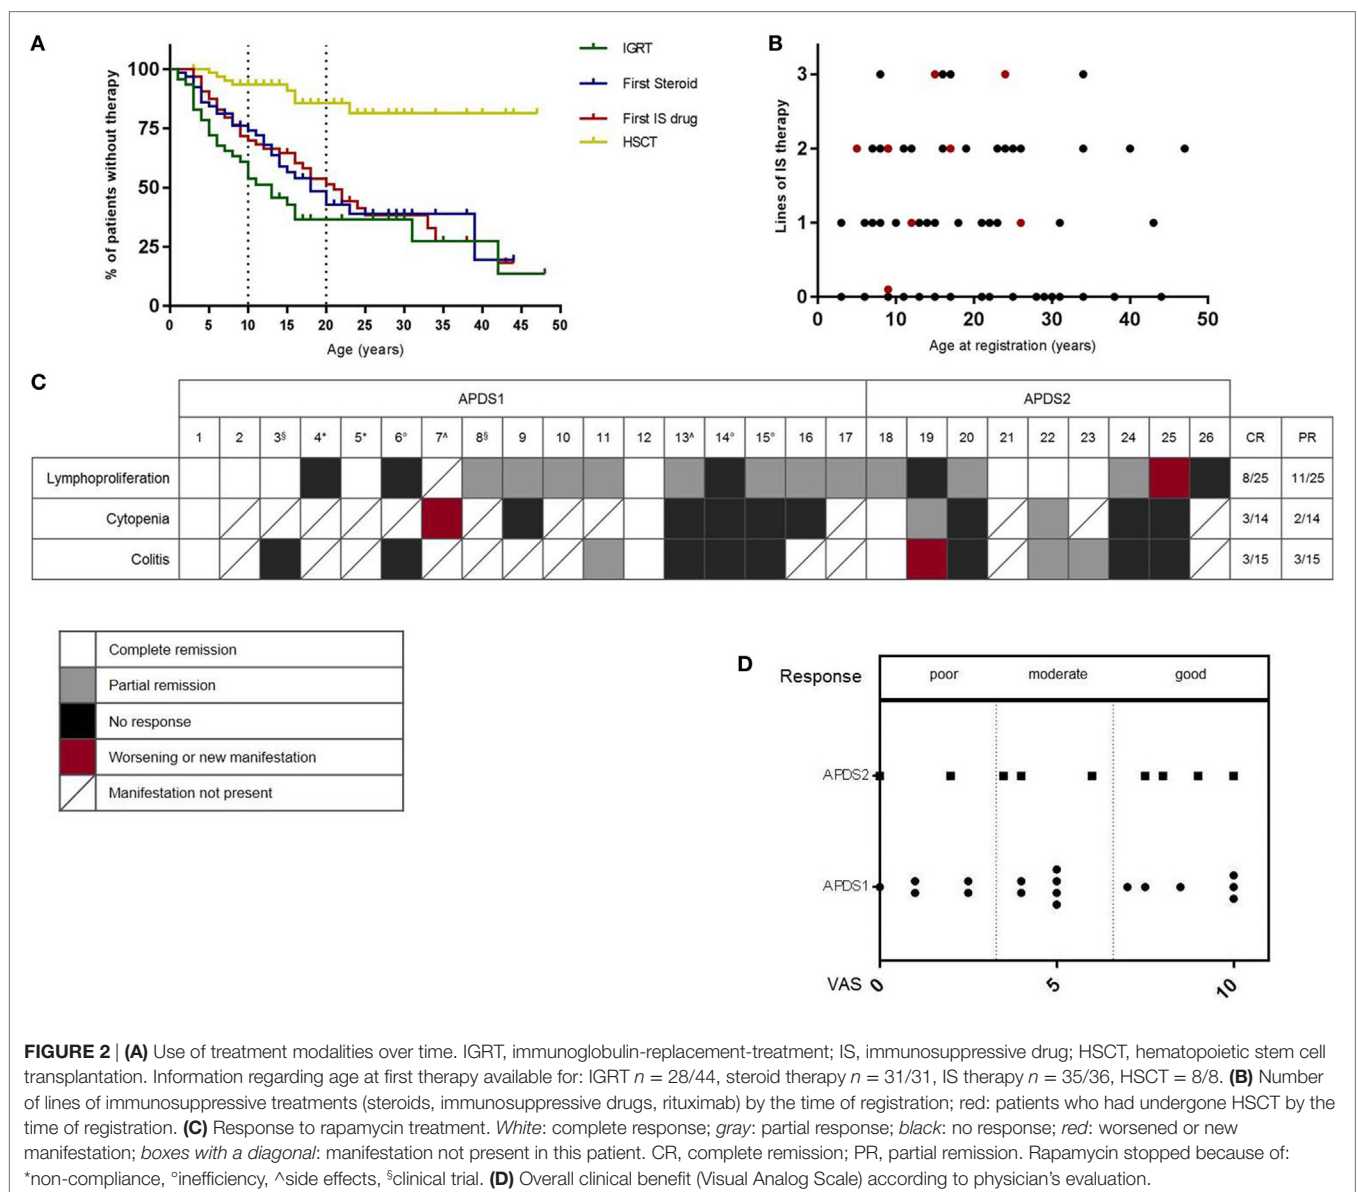 A
% of patients without therapy
100
75
50
25
0
0 5 10 15 20 25 30 35 40 45 50
Age (years)
IGRT
First Steroid
First IS drug
HSCT
B
Lines of IS therapy
3
2
1
0
0 10 20 30 40 50
Age at registration (years)
C
APDS1 APDS2
1 2 3§ 4* 5* 6° 7^ 8§ 9 10 11 12 13^ 14° 15° 16 17 18 19 20 21 22 23 24 25 26 CR PR
Lymphoproliferation 8/25 11/25
Cytopenia 3/14 2/14
Colitis 3/15 3/15
Complete remission
Partial remission
No response
Worsening or new manifestation
Manifestation not present
D
Response poor moderate good
APDS2
APDS1
VAS 0 5 10
FIGURE 2 | (A) Use of treatment modalities over time. IGRT, immunoglobulin-replacement-treatment; IS, immunosuppressive drug; HSCT, hematopoietic stem cell
transplantation. Information regarding age at first therapy available for: IGRT n = 28/44, steroid therapy n = 31/31, IS therapy n = 35/36, HSCT = 8/8. (B) Number
of lines of immunosuppressive treatments (steroids, immunosuppressive drugs, rituximab) by the time of registration; red: patients who had undergone HSCT by the
time of registration. (C) Response to rapamycin treatment. White: complete response; gray: partial response; black: no response; red: worsened or new
manifestation; boxes with a diagonal: manifestation not present in this patient. CR, complete remission; PR, partial remission. Rapamycin stopped because of:
*non-compliance, °inefficiency, ^side effects, §clinical trial. (D) Overall clinical benefit (Visual Analog Scale) according to physician's evaluation.